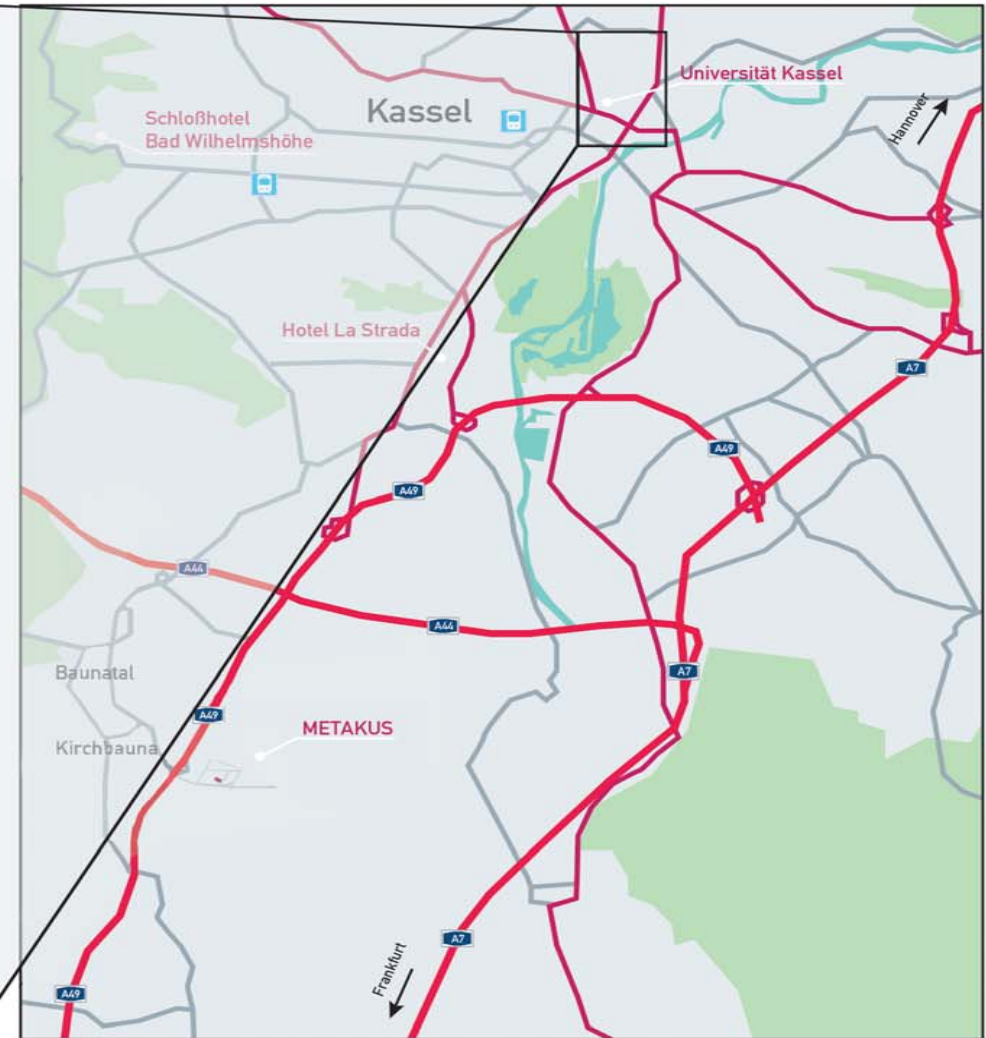 Universität Kassel
Kassel
Schloßhotel
Bad Wilhelmshöhe
Hannover
Hotel La Strada
A7
A49
A49
A44
A44
Baunatal
A7
A49
METAKUS
Kirchbauna
A7
Frankfurt
A49